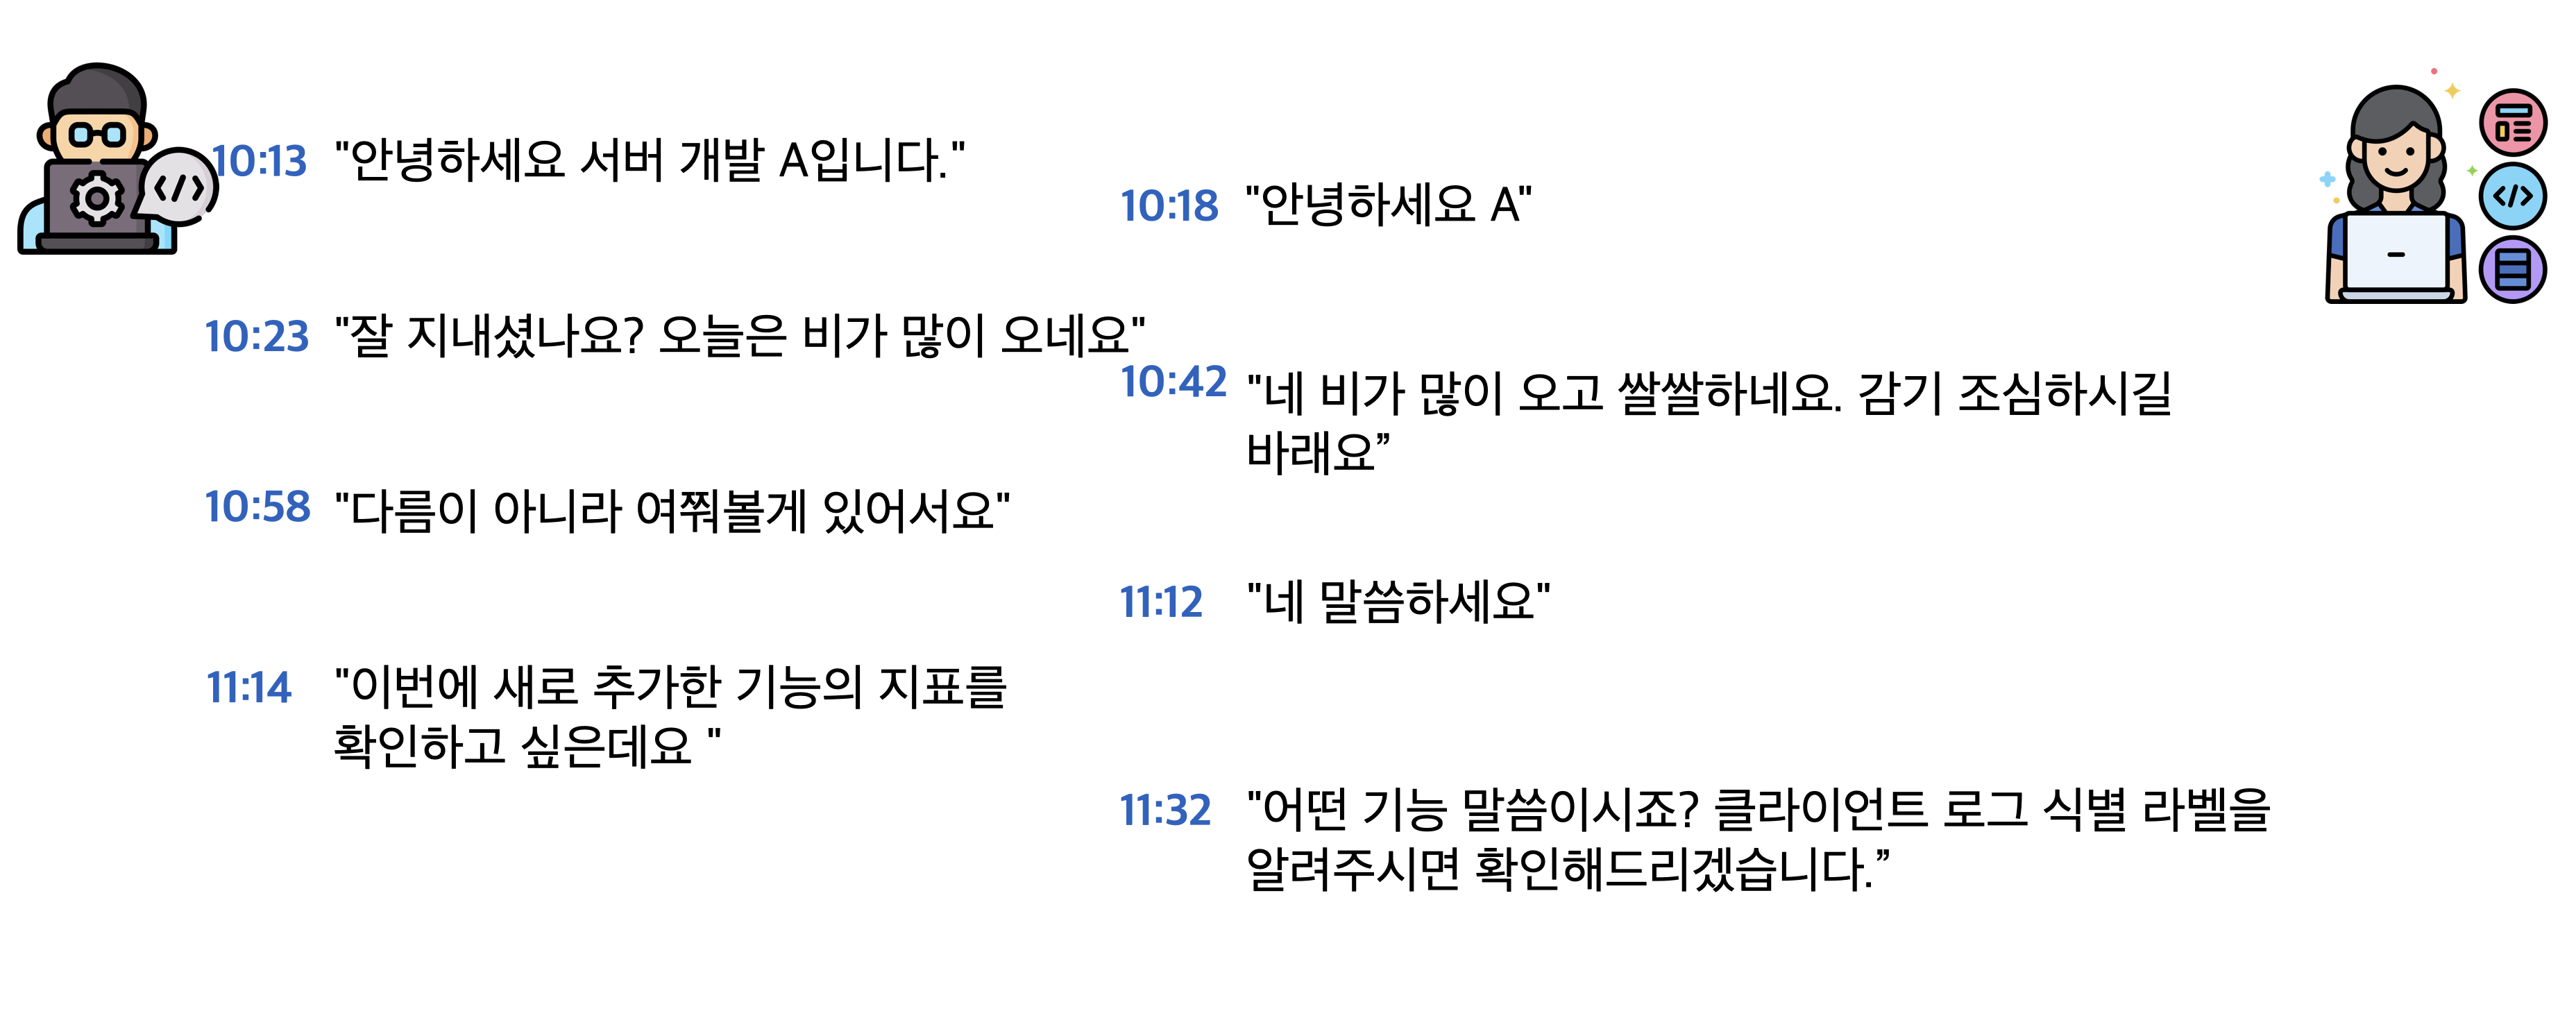 10:13 "안녕하세요 서버 개발 A입니다."
10:18 "안녕하세요 A"
10:23 "잘 지내셨나요? 오늘은 비가 많이 오네요"
10:42 "네 비가 많이 오고 쌀쌀하네요. 감기 조심하시길
바래요”
10:58 "다름이 아니라 여쭤볼게 있어서요"
11:12 "네 말씀하세요"
11:14 "이번에 새로 추가한 기능의 지표를
확인하고 싶은데요 "
11:32 "어떤 기능 말씀이시죠? 클라이언트 로그 식별 라벨을
알려주시면 확인해드리겠습니다.”